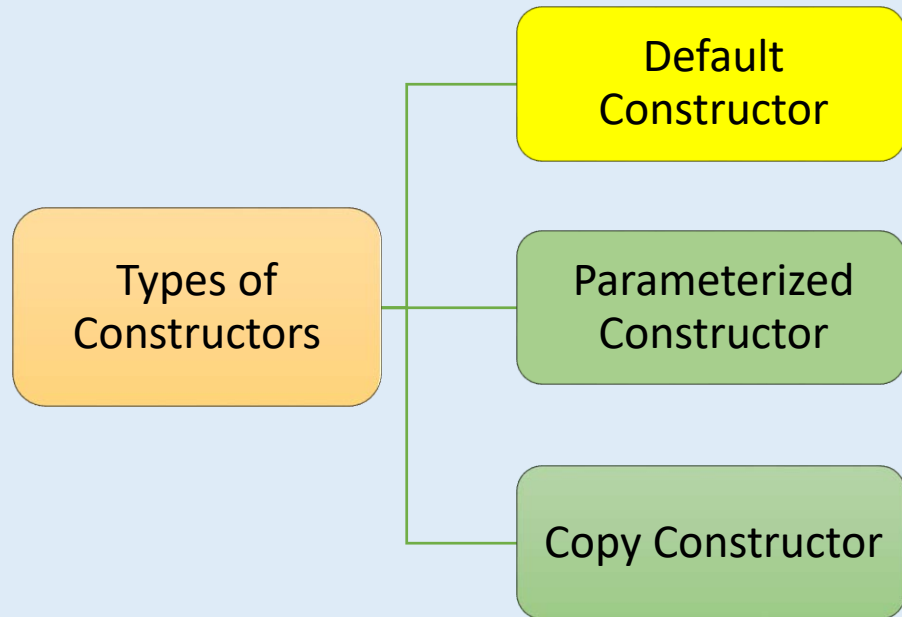 Default
Constructor
Types of
Constructors
Parameterized
Constructor
Copy Constructor